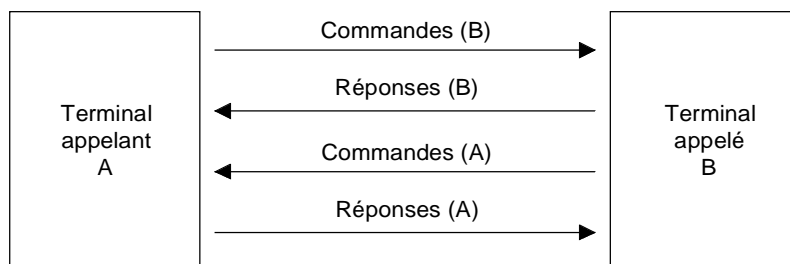 Commandes (B)
Réponses (B)
Terminal
appelant
A
Terminal
appelé
B
Commandes (A)
Réponses (A)